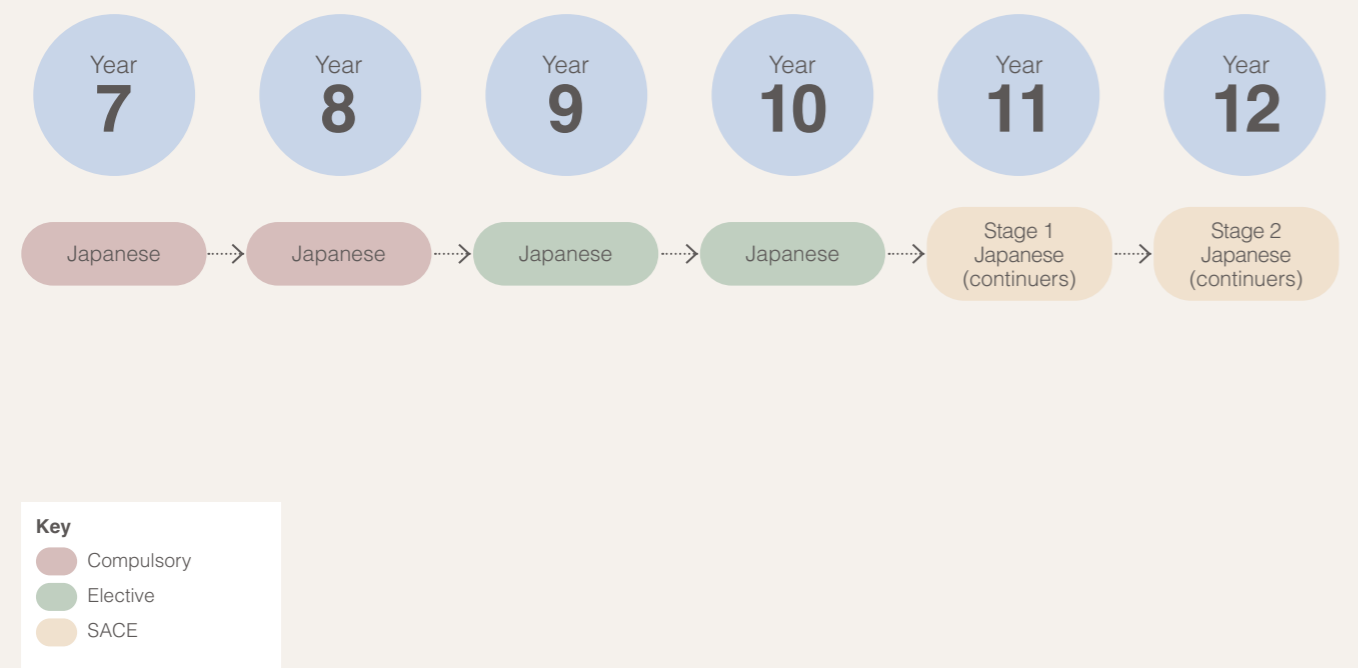 Year
7
Year
8
Year
9
Year
10
Year
11
Year
12
Japanese
Japanese
Japanese
Japanese
Stage 1
Japanese
(continuers)
Stage 2
Japanese
(continuers)
Key
Compulsory
Elective
SACE